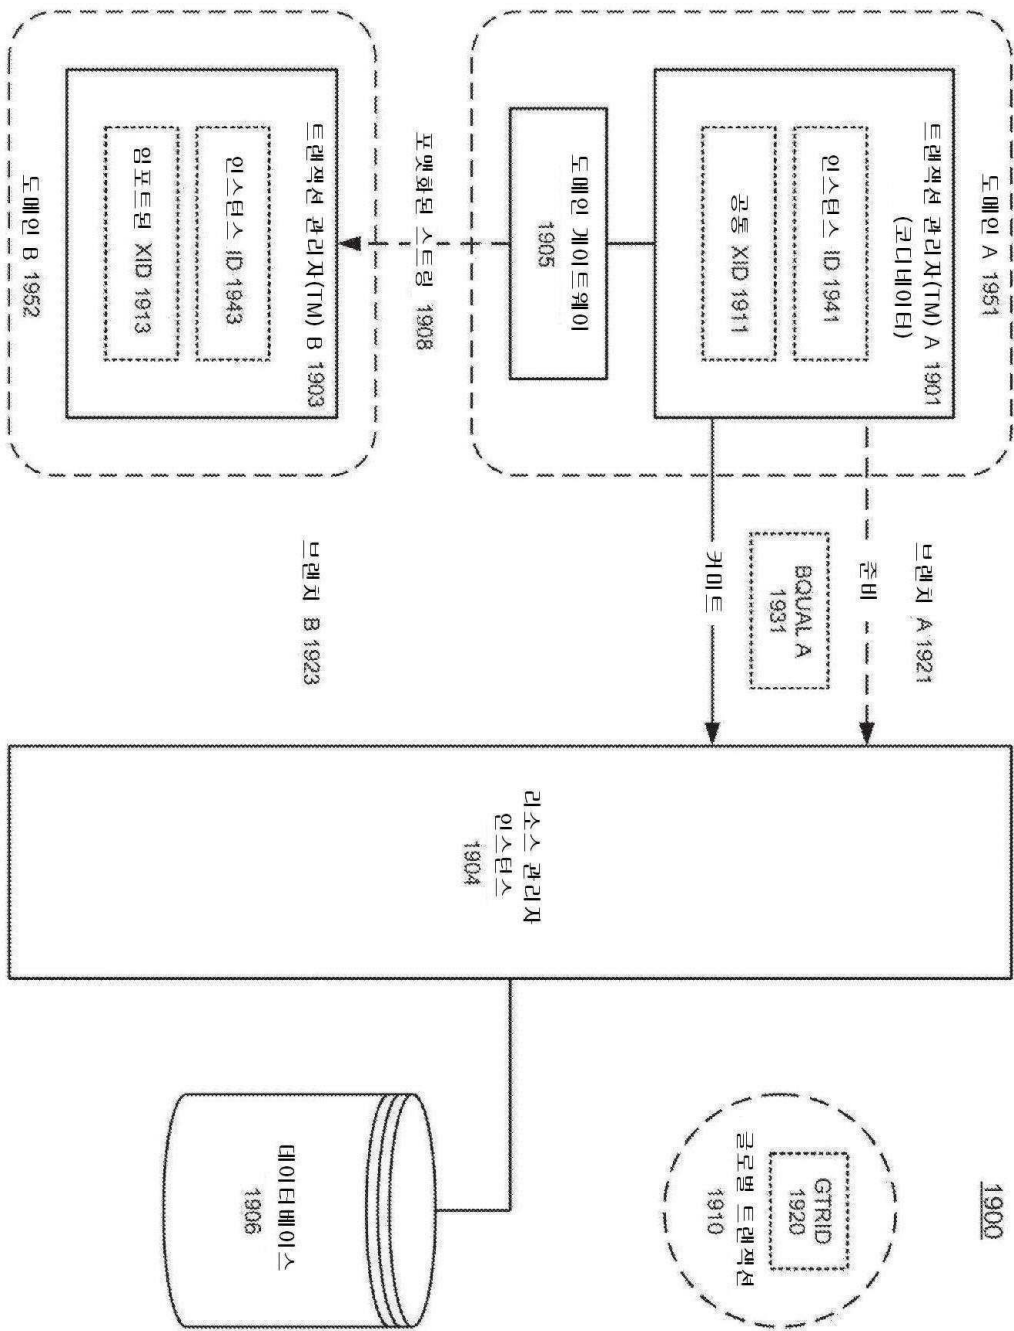 1900
도메인 A 1951
트랜잭션 관리자(TM) A 1901
(코디네이터)
인스턴스 ID 1941
공통 XID 1911
도메인 게이트웨이
1905
포맷화된 스트링 1908
트랜잭션 관리자(TM) B 1903
인스턴스 ID 1943
임포트된 XID 1913
도메인 B 1952
브랜치 A 1921
준비
BQUAL A
1931
커미트
브랜치 B 1923
리소스 관리자
인스턴스
1904
GTRID
1920
글로벌 트랜잭션
1910
데이터베이스
1906